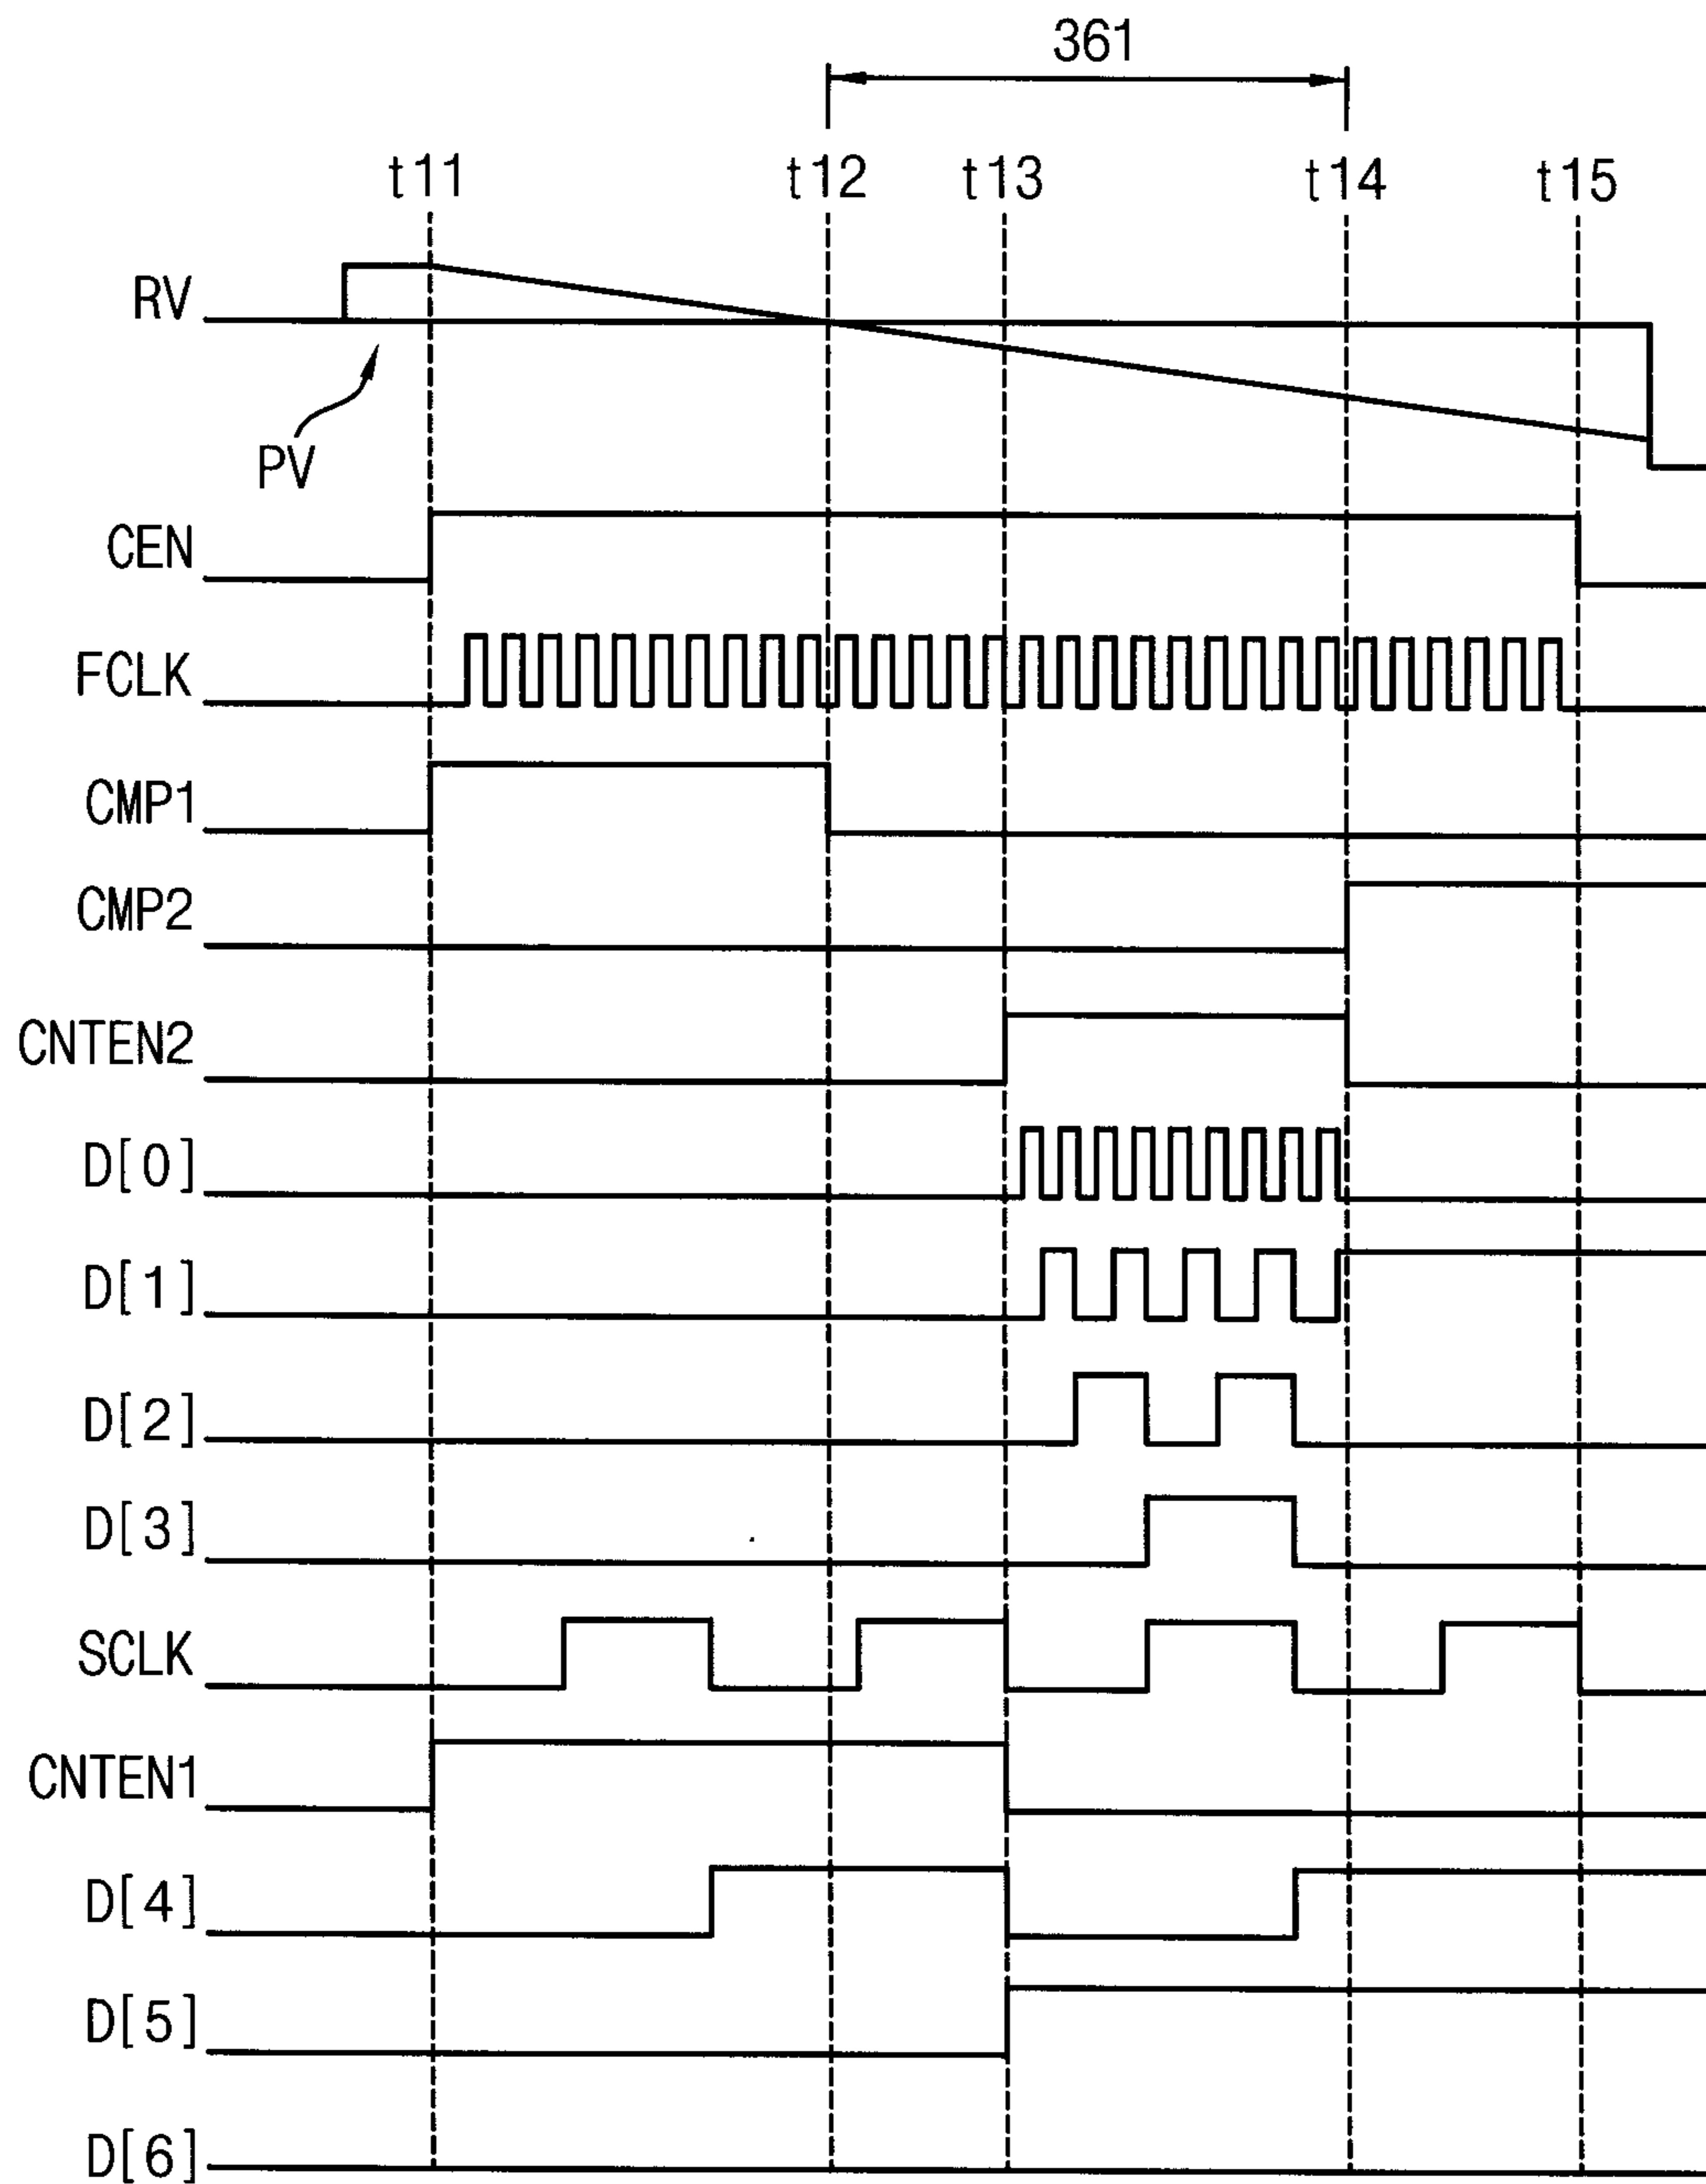 361
t11 t12 t13 t14 t15
RV
PV
CEN
FCLK
CMP1
CMP2
CNTEN2
D[0]
D[1]
D[2]
D[3]
SCLK
CNTEN1
D[4]
D[5]
D[6]